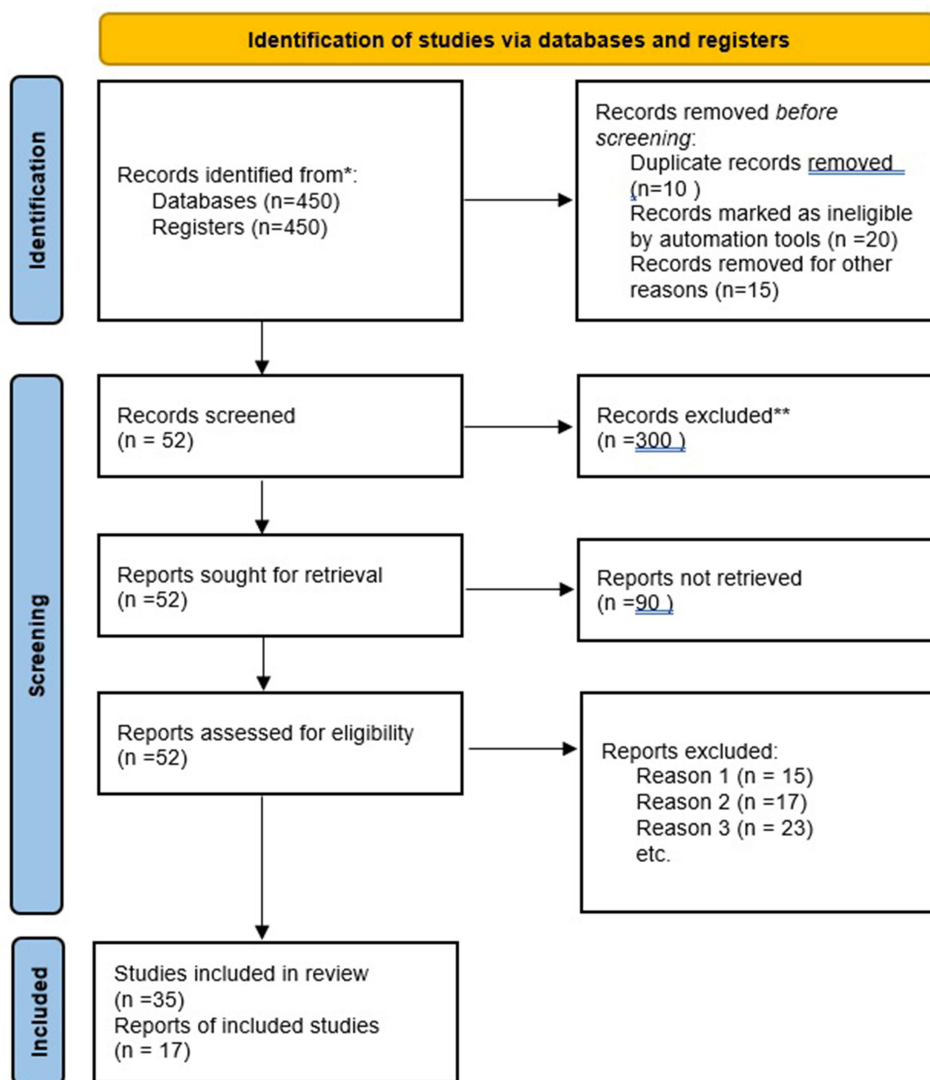 Identification of studies via databases and registers
Identification
Records identified from*:
Databases (n=450)
Registers (n=450)
Records removed before
screening:
Duplicate records removed
(n=10 )
Records marked as ineligible
by automation tools (n =20)
Records removed for other
reasons (n=15)
Screening
Records screened
(n = 52)
Records excluded**
(n =300 )
Reports sought for retrieval
(n =52)
Reports not retrieved
(n =90 )
Reports assessed for eligibility
(n =52)
Reports excluded:
Reason 1 (n = 15)
Reason 2 (n =17)
Reason 3 (n = 23)
etc.
Included
Studies included in review
(n =35)
Reports of included studies
(n = 17)